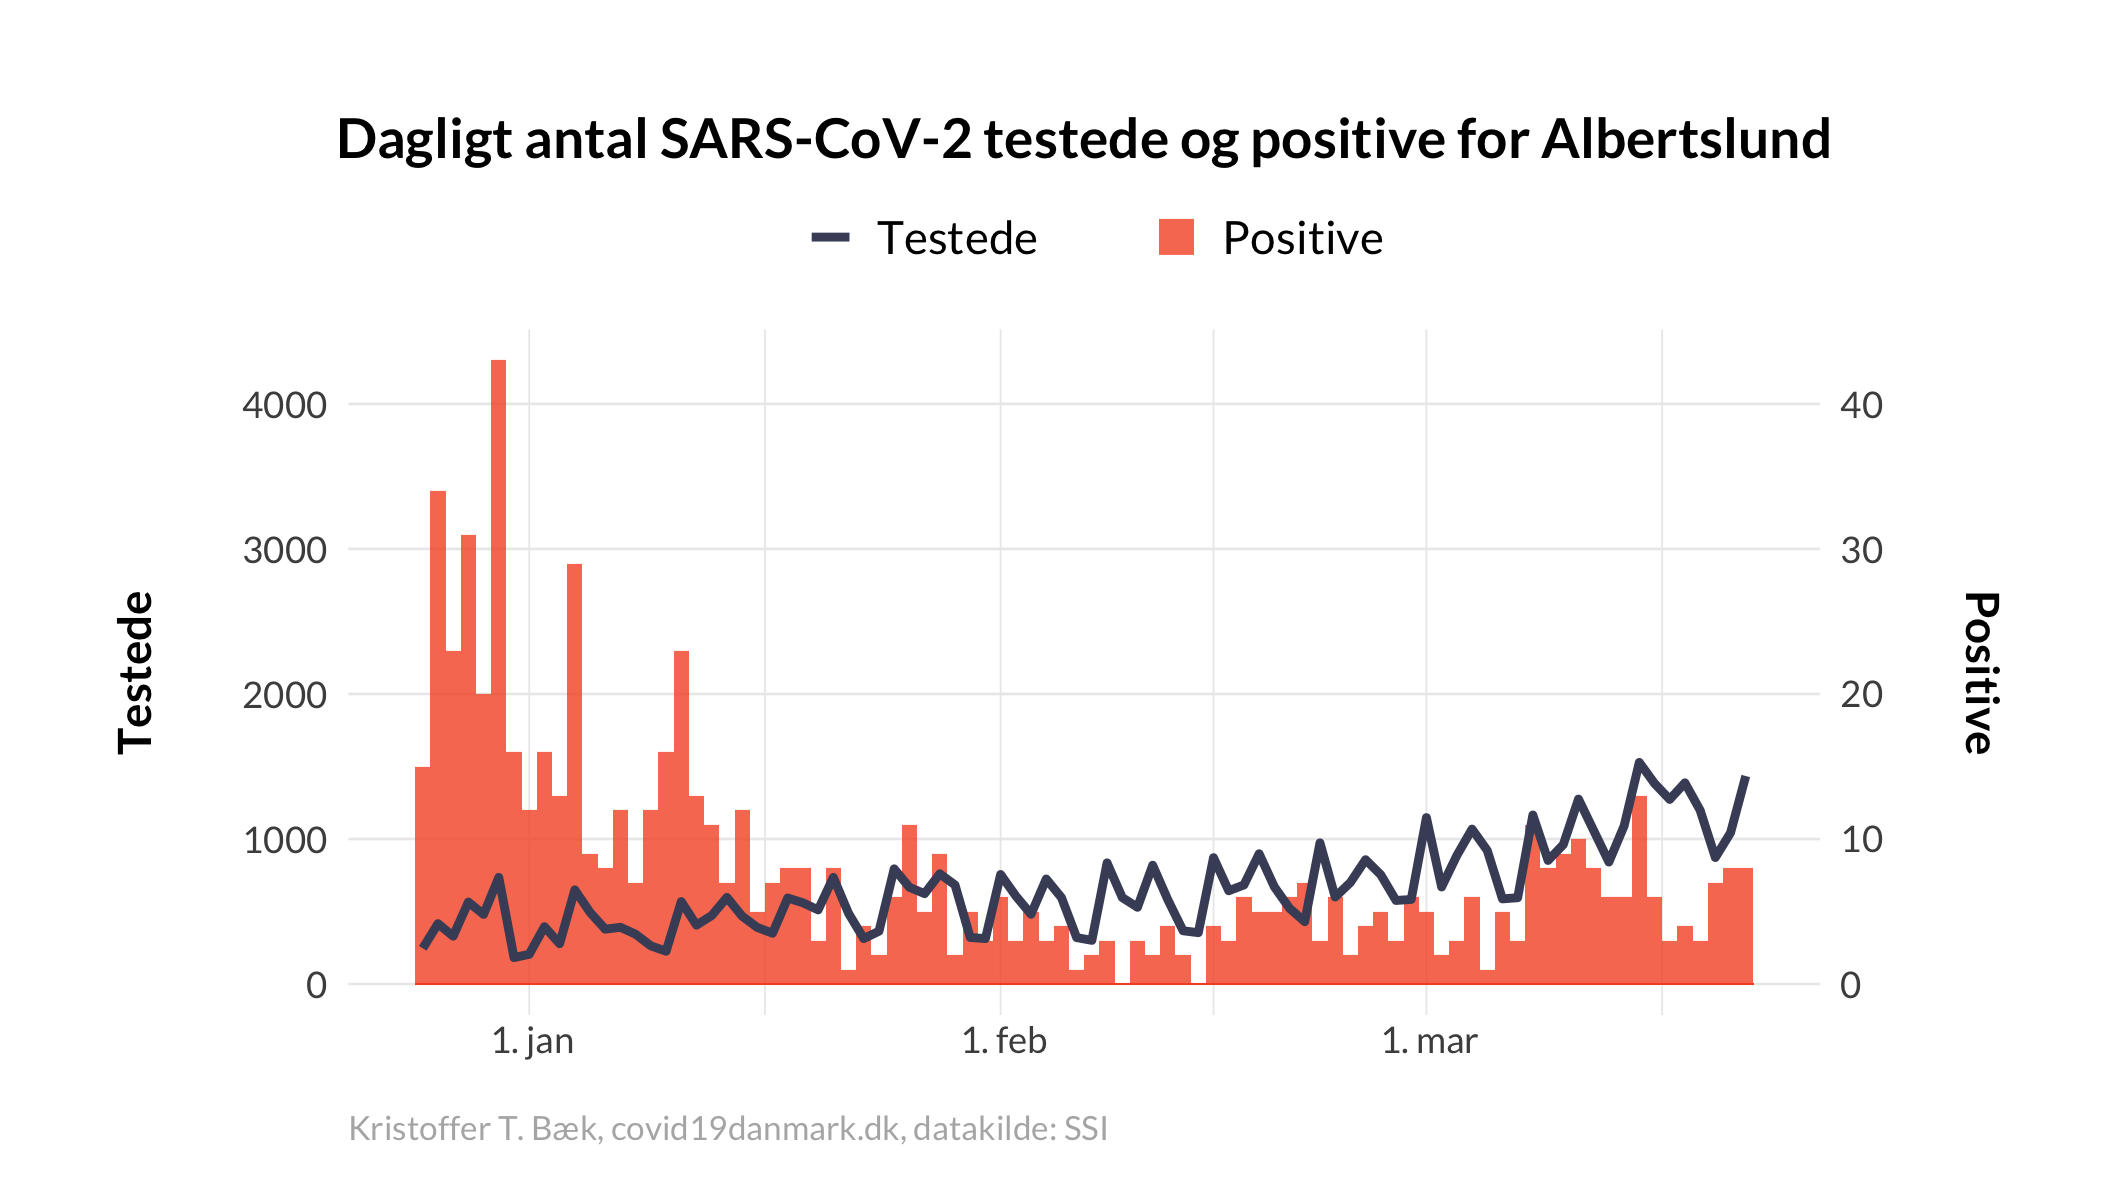 Dagligt antal SARS-CoV-2 testede og positive for Albertslund
Testede Positive
4000 40
3000 30
2000 20
1000 10
0 0
Testede
Positive
1. jan 1. feb 1. mar
Kristoffer T. Bæk, covid19danmark.dk, datakilde: SSI